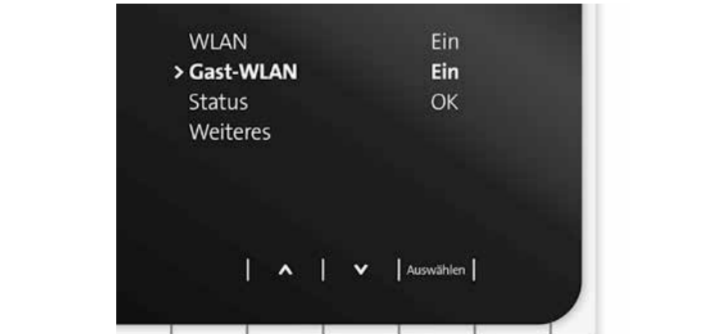 WLAN Ein
> Gast-WLAN Ein
Status OK
Weiteres
Auswählen